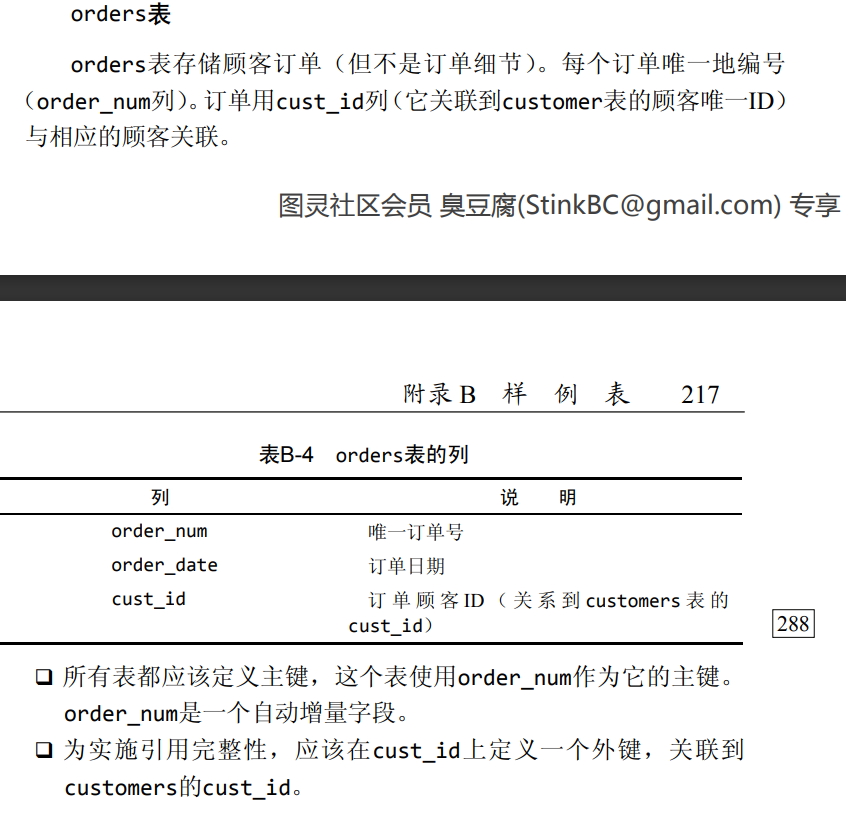 orders表
orders表存储顾客订单（但不是订单细节）。每个订单唯一地编号
（order_num列）。订单用cust_id列（它关联到customer表的顾客唯一ID）
与相应的顾客关联。
图灵社区会员 臭豆腐(StinkBC@gmail.com) 专享
附录 B 样 例 表 217
表B-4 orders表的列
列 说 明
order_num 唯一订单号
order_date 订单日期
cust_id 订单顾客ID（关系到customers表的
cust_id）
288
❑ 所有表都应该定义主键，这个表使用order_num作为它的主键。
order_num是一个自动增量字段。
❑ 为实施引用完整性，应该在cust_id上定义一个外键，关联到
customers的cust_id。